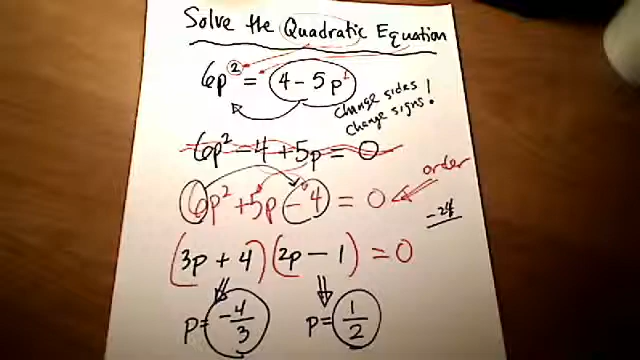 Solve the Quadratic Equation
6p² = 4 - 5p¹
change sides !
change signs !
6p² - 4 + 5p = 0
order
6p² + 5p - 4 = 0
-24
(3p + 4)(2p - 1) = 0
p = -4/3 p = 1/2